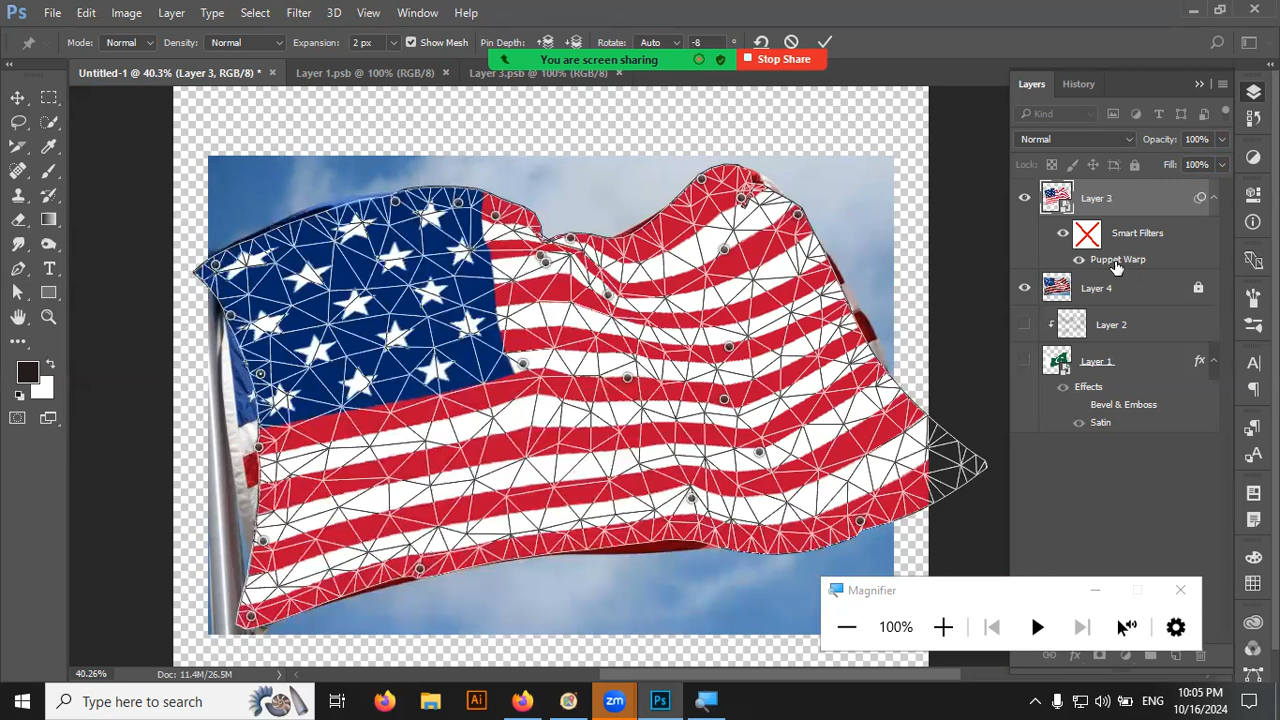 Ps File Edit Image Layer Type Select Filter 3D View Window Help
Mode: Normal Density: Normal Expansion: 2 px Show Mesh Pin Depth: Rotate: Auto -8 °
You are screen sharing Stop Share
Untitled-1 @ 40.3% (Layer 3, RGB/8) * × Layer 1.psb @ 100% (RGB/8) × Layer 3.psb @ 100% (RGB/8) ×
Layers History
Kind
Normal Opacity: 100%
Lock: Fill: 100%
Layer 3
Smart Filters
Puppet Warp
Layer 4
Layer 2
Layer 1 fx
Effects
Bevel & Emboss
Satin
Magnifier
100%
40.26% Doc: 11.4M/26.5M
Type here to search
Ai zm Ps
ENG
10:05 PM
10/16/2024